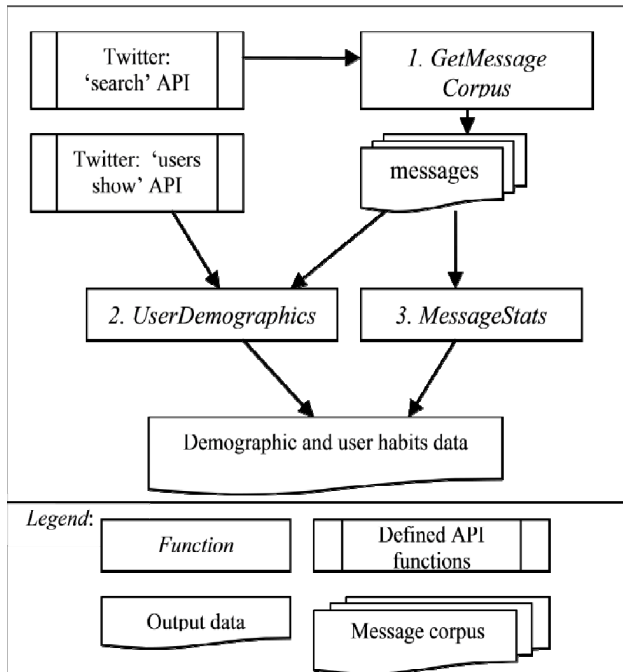 Twitter:
‘search’ API
1. GetMessage
Corpus
Twitter: ‘users
show’ API
messages
2. UserDemographics
3. MessageStats
Demographic and user habits data
Legend:
Function
Defined API
functions
Output data
Message corpus